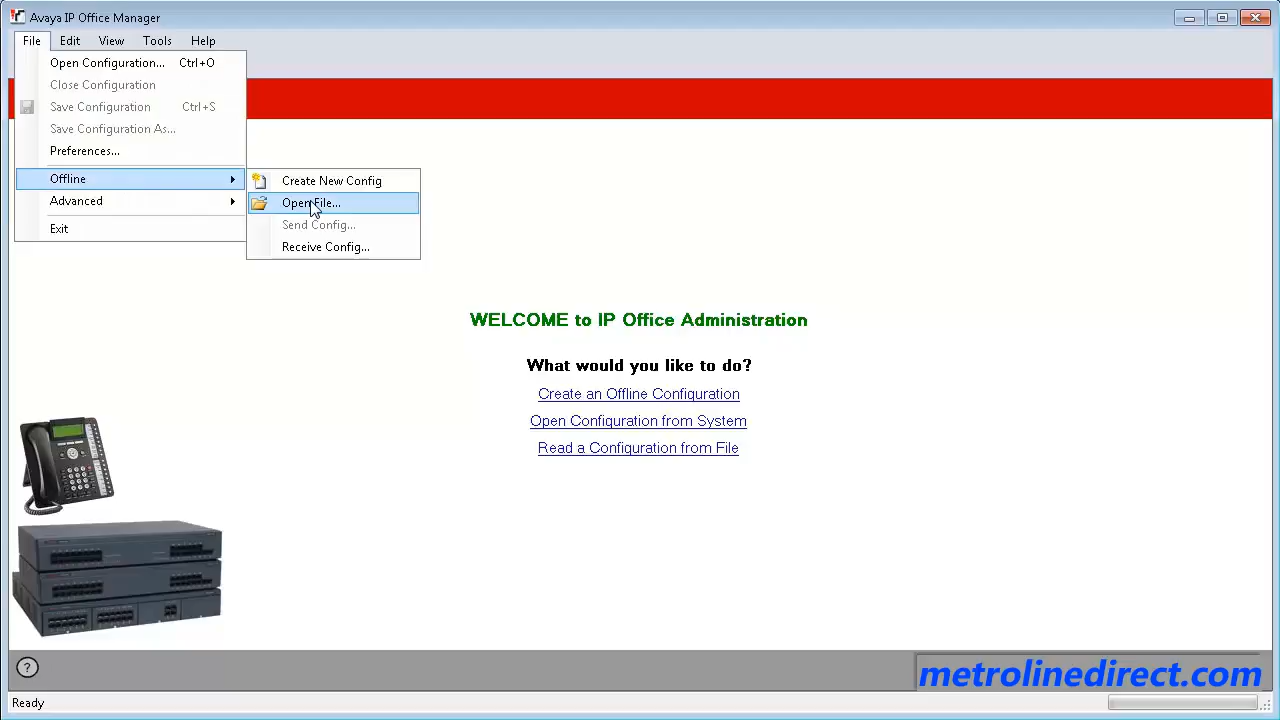 Avaya IP Office Manager
File Edit View Tools Help
Open Configuration... Ctrl+O
Close Configuration
Save Configuration Ctrl+S
Save Configuration As...
Preferences...
Offline
Advanced
Exit
Create New Config
Open File...
Send Config...
Receive Config...
WELCOME to IP Office Administration
What would you like to do?
Create an Offline Configuration
Open Configuration from System
Read a Configuration from File
?
metrolinedirect.com
Ready